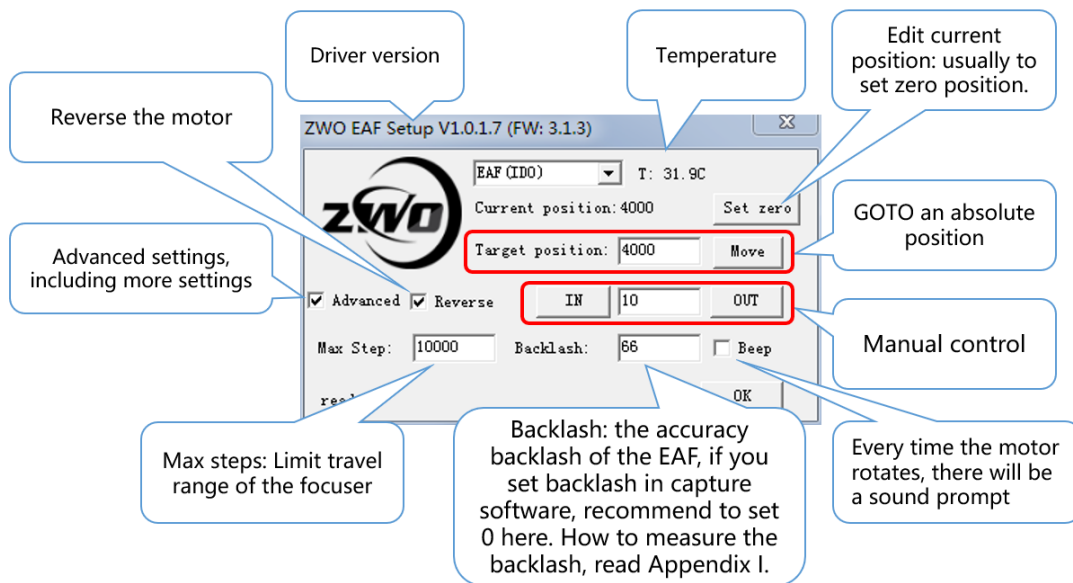 Driver version
Temperature
Edit current
position: usually to
set zero position.
Reverse the motor
ZWO EAF Setup V1.0.1.7 (FW: 3.1.3)
EAF(ID0)
T: 31.9C
ZWO
Current position:4000
Set zero
GOTO an absolute
position
Target position:
4000
Move
Advanced settings,
including more settings
Advanced
Reverse
IN
10
OUT
Manual control
Max Step:
10000
Backlash:
66
Beep
OK
Max steps: Limit travel
range of the focuser
Backlash: the accuracy
backlash of the EAF, if you
set backlash in capture
software, recommend to set
0 here. How to measure the
backlash, read Appendix I.
Every time the motor
rotates, there will be
a sound prompt